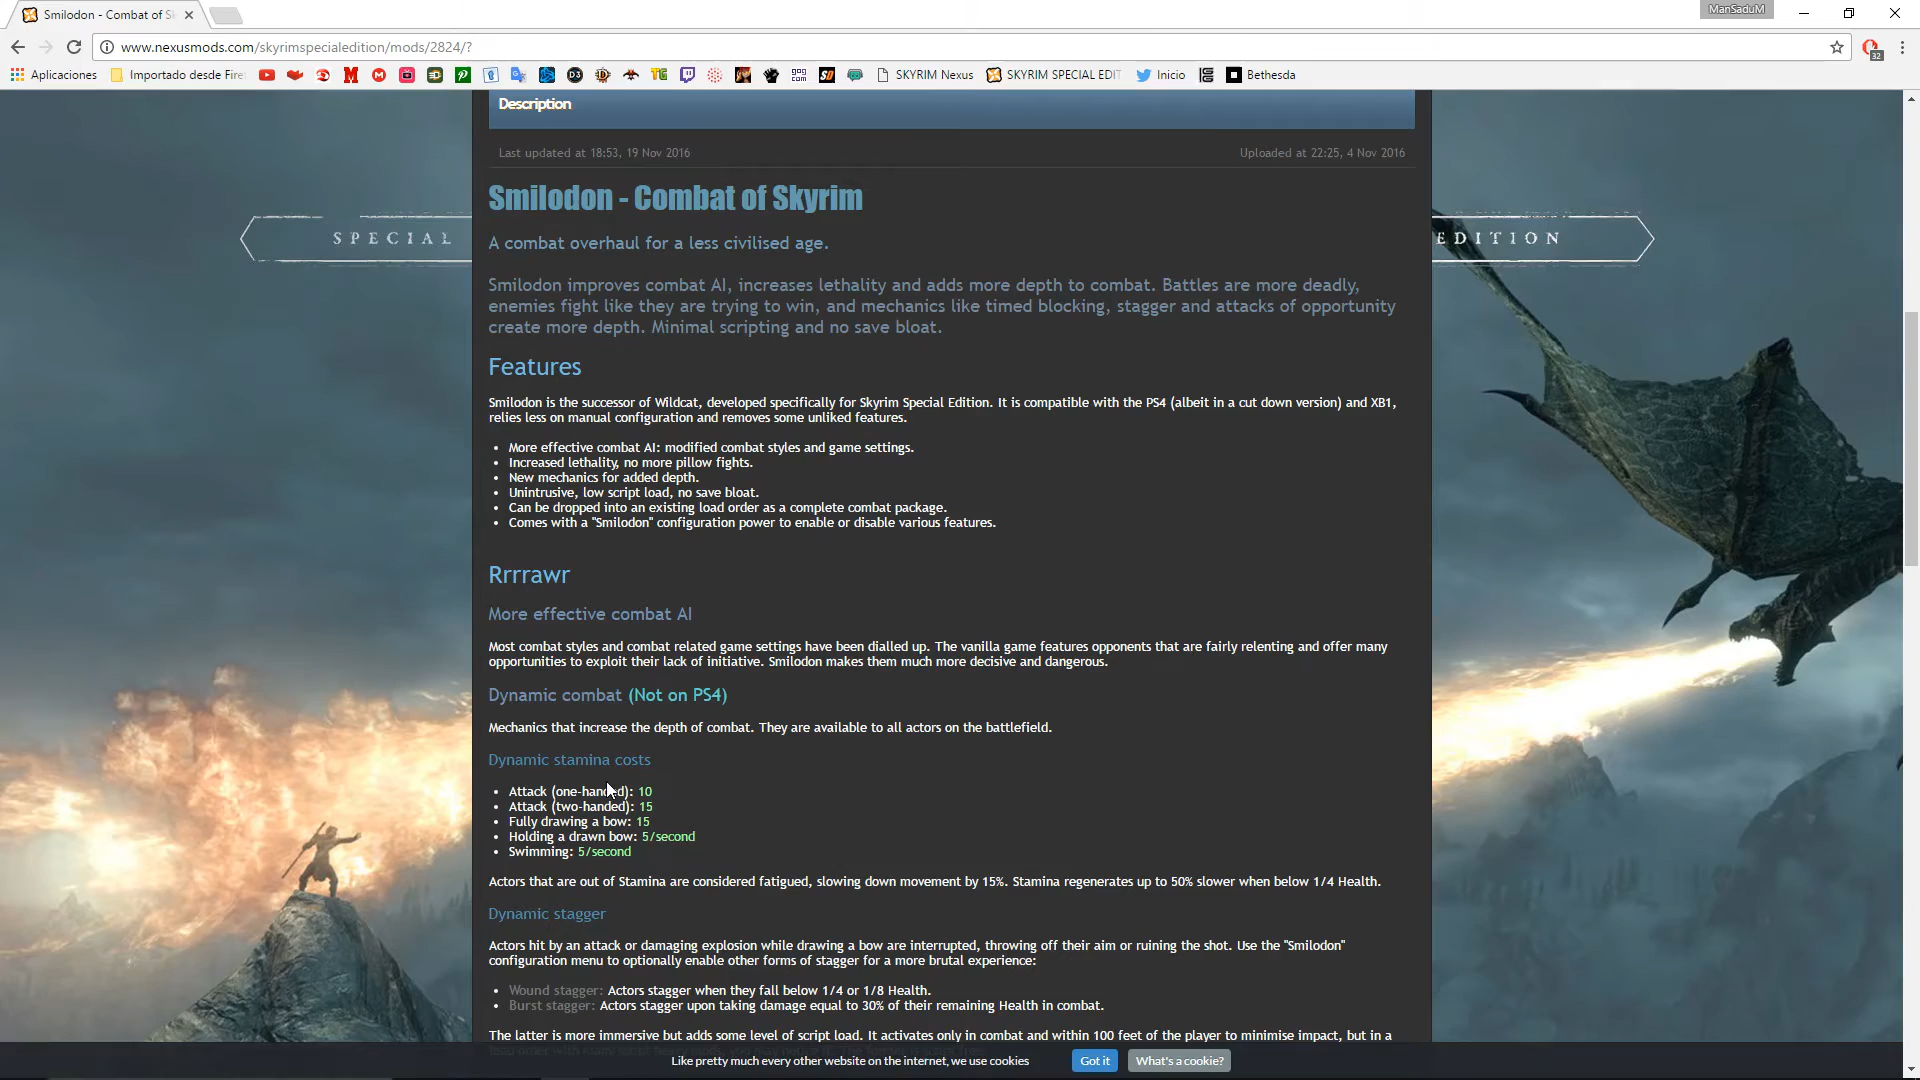 Smilodon - Combat of Sk
ManSaduM
www.nexusmods.com/skyrimspecialedition/mods/2824/?
32
Aplicaciones
Importado desde Fire
SKYRIM Nexus
SKYRIM SPECIAL EDIT
Inicio
Bethesda
Description
Last updated at 18:53, 19 Nov 2016
Uploaded at 22:25, 4 Nov 2016
Smilodon - Combat of Skyrim
SPECIAL
EDITION
A combat overhaul for a less civilised age.
Smilodon improves combat AI, increases lethality and adds more depth to combat. Battles are more deadly,
enemies fight like they are trying to win, and mechanics like timed blocking, stagger and attacks of opportunity
create more depth. Minimal scripting and no save bloat.
Features
Smilodon is the successor of Wildcat, developed specifically for Skyrim Special Edition. It is compatible with the PS4 (albeit in a cut down version) and XB1,
relies less on manual configuration and removes some unliked features.
• More effective combat AI: modified combat styles and game settings.
• Increased lethality, no more pillow fights.
• New mechanics for added depth.
• Unintrusive, low script load, no save bloat.
• Can be dropped into an existing load order as a complete combat package.
• Comes with a "Smilodon" configuration power to enable or disable various features.
Rrrrawr
More effective combat AI
Most combat styles and combat related game settings have been dialled up. The vanilla game features opponents that are fairly relenting and offer many
opportunities to exploit their lack of initiative. Smilodon makes them much more decisive and dangerous.
Dynamic combat (Not on PS4)
Mechanics that increase the depth of combat. They are available to all actors on the battlefield.
Dynamic stamina costs
• Attack (one-handed): 10
• Attack (two-handed): 15
• Fully drawing a bow: 15
• Holding a drawn bow: 5/second
• Swimming: 5/second
Actors that are out of Stamina are considered fatigued, slowing down movement by 15%. Stamina regenerates up to 50% slower when below 1/4 Health.
Dynamic stagger
Actors hit by an attack or damaging explosion while drawing a bow are interrupted, throwing off their aim or ruining the shot. Use the "Smilodon"
configuration menu to optionally enable other forms of stagger for a more brutal experience:
• Wound stagger: Actors stagger when they fall below 1/4 or 1/8 Health.
• Burst stagger: Actors stagger upon taking damage equal to 30% of their remaining Health in combat.
The latter is more immersive but adds some level of script load. It activates only in combat and within 100 feet of the player to minimise impact, but in a
Like pretty much every other website on the internet, we use cookies
Got it
What's a cookie?